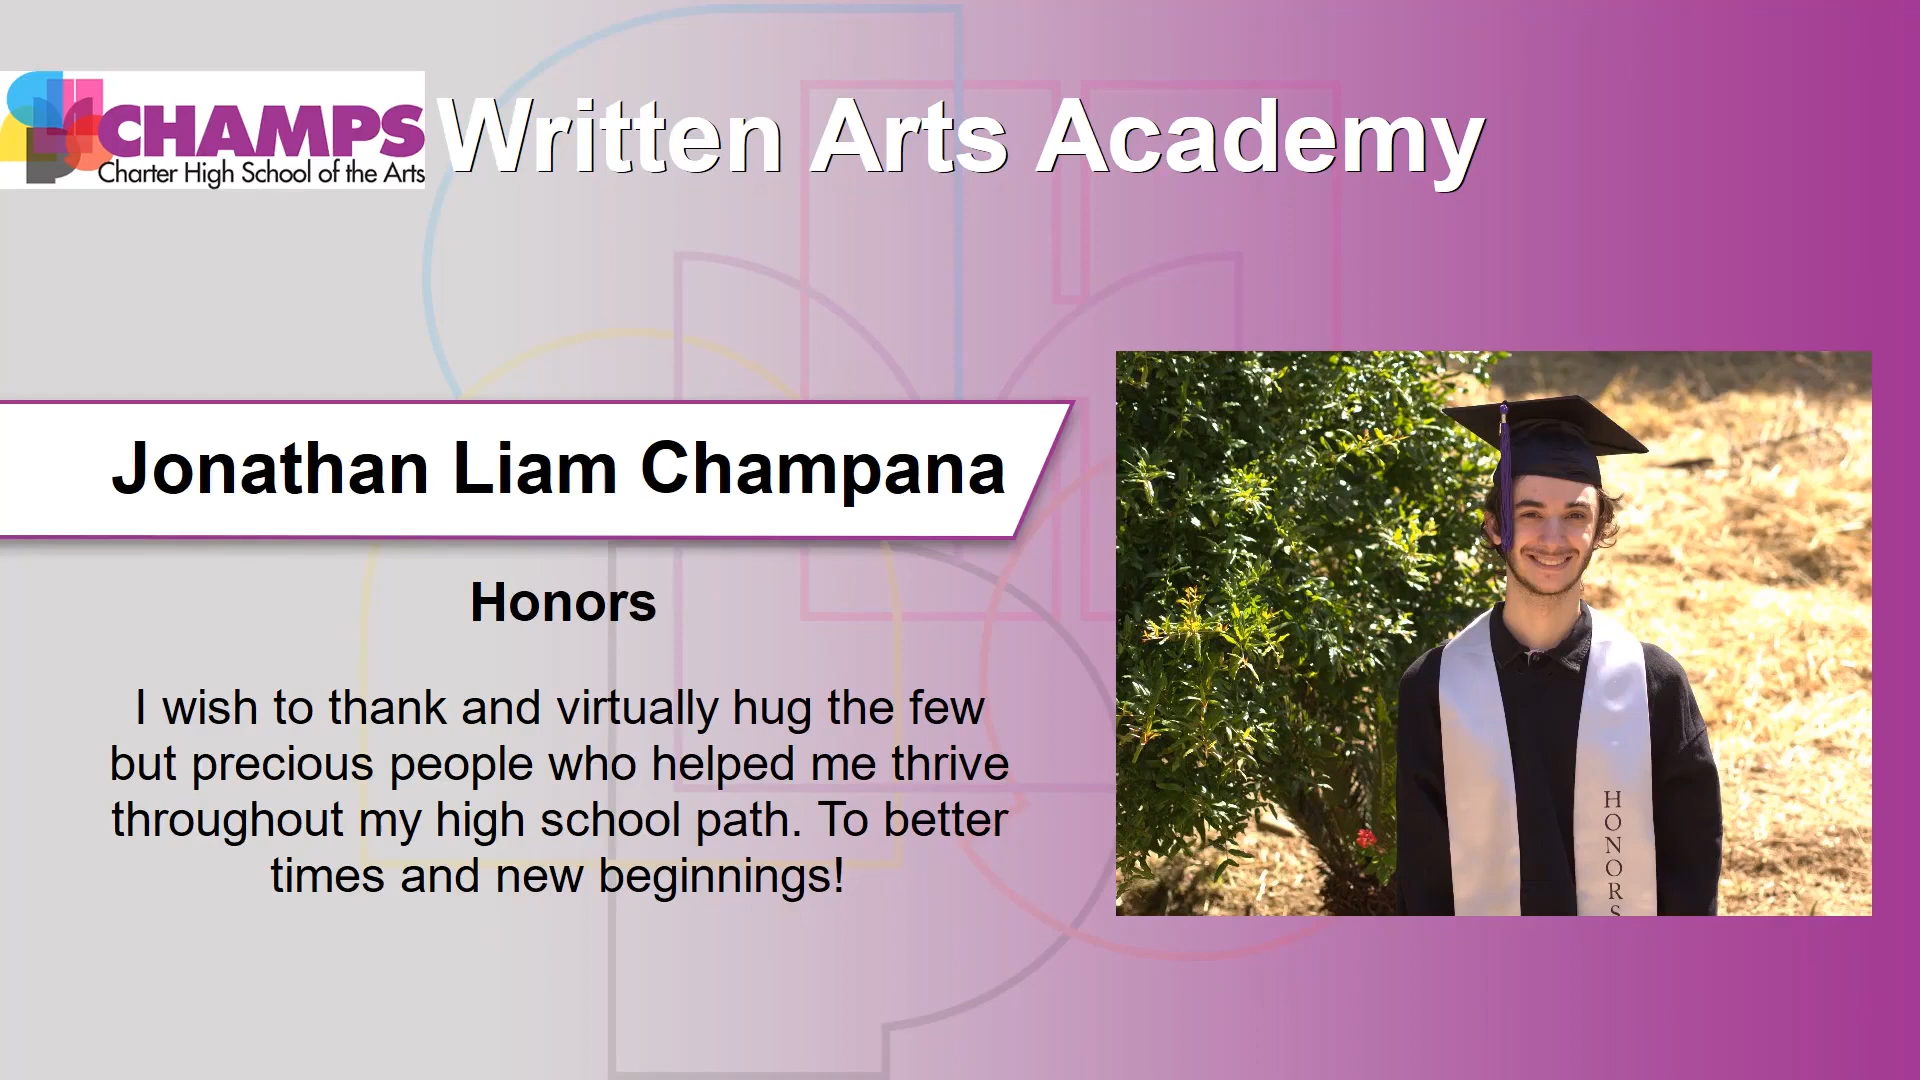 CHAMPS
Charter High School of the Arts
Written Arts Academy
Jonathan Liam Champana
Honors
I wish to thank and virtually hug the few
but precious people who helped me thrive
throughout my high school path. To better
times and new beginnings!
HONORS